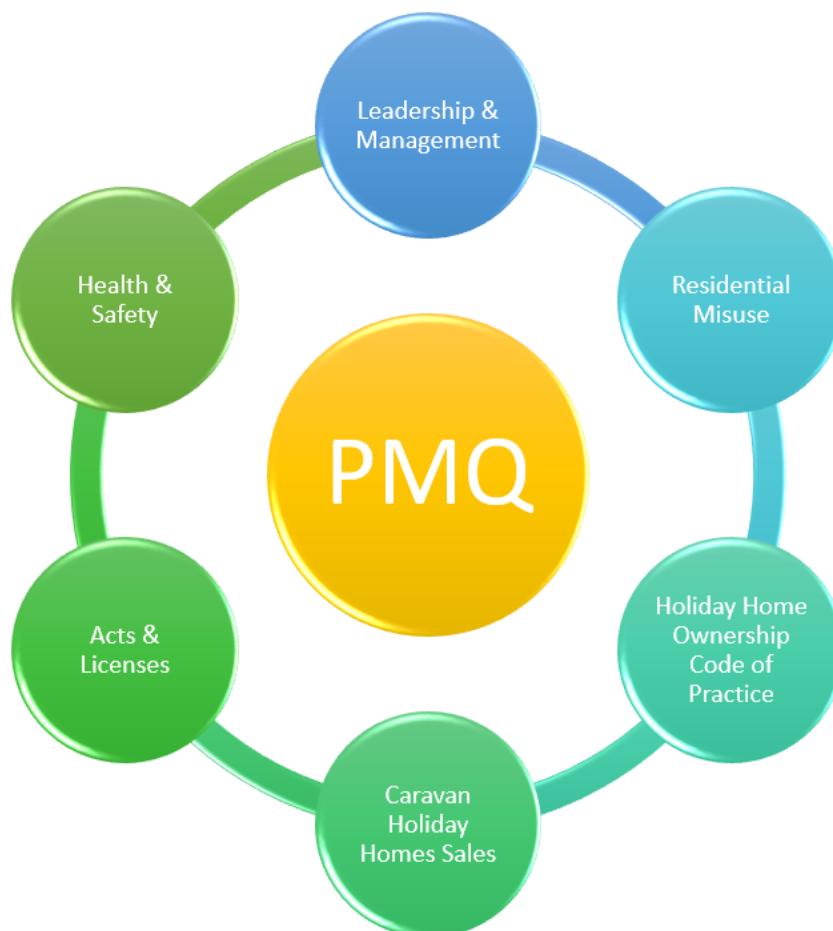 Leadership &
Management
Residential
Misuse
Holiday Home
Ownership
Code of
Practice
Caravan
Holiday
Homes Sales
Acts &
Licenses
Health &
Safety
PMQ